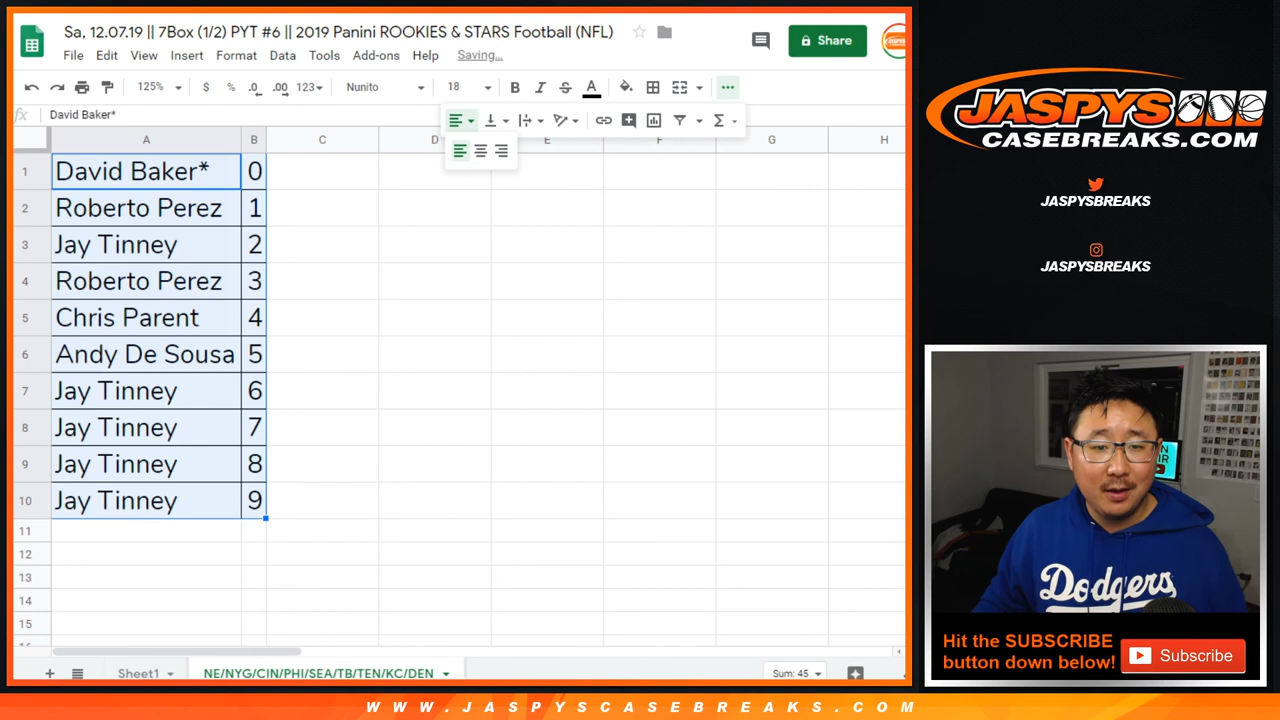 Sa, 12.07.19 || 7Box (1/2) PYT #6 || 2019 Panini ROOKIES & STARS Football (NFL)
File Edit View Insert Format Data Tools Add-ons Help Saving...
Share
125% $ % .0 .00 123 Nunito 18 B I S A
fx David Baker*
A B C D E F G H
1 David Baker* 0
2 Roberto Perez 1
3 Jay Tinney 2
4 Roberto Perez 3
5 Chris Parent 4
6 Andy De Sousa 5
7 Jay Tinney 6
8 Jay Tinney 7
9 Jay Tinney 8
10 Jay Tinney 9
11
12
13
14
15
Sheet1 NE/NYG/CIN/PHI/SEA/TB/TEN/KC/DEN Sum: 45
JASPYS
CASEBREAKS.COM
JASPYSBREAKS
JASPYSBREAKS
Dodgers
Hit the SUBSCRIBE
button down below!
Subscribe
WWW.JASPYSCASEBREAKS.COM